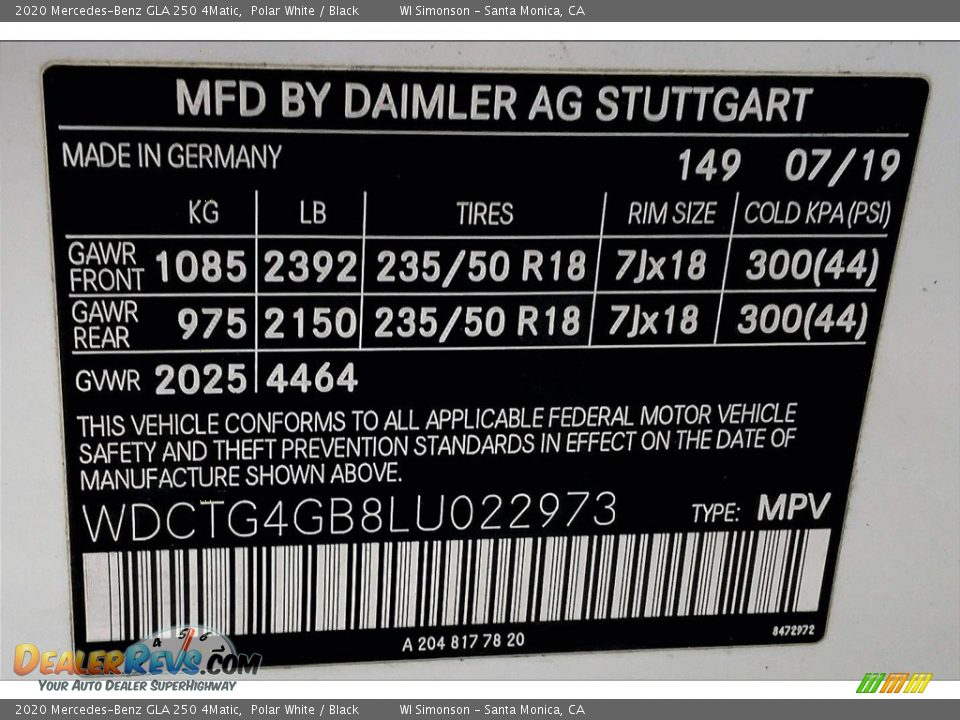 2020 Mercedes-Benz GLA 250 4Matic, Polar White / Black WI Simonson - Santa Monica, CA
MFD BY DAIMLER AG STUTTGART
MADE IN GERMANY 149 07/19
KG LB TIRES RIM SIZE COLD KPA (PSI)
GAWR FRONT 1085 2392 235/50 R18 7Jx18 300(44)
GAWR REAR 975 2150 235/50 R18 7Jx18 300(44)
GVWR 2025 4464
THIS VEHICLE CONFORMS TO ALL APPLICABLE FEDERAL MOTOR VEHICLE
SAFETY AND THEFT PREVENTION STANDARDS IN EFFECT ON THE DATE OF
MANUFACTURE SHOWN ABOVE.
WDCTG4GB8LU022973 TYPE: MPV
A 204 817 78 20 8472972
4 5 6
DEALERREVS.COM
YOUR AUTO DEALER SUPERHIGHWAY
2020 Mercedes-Benz GLA 250 4Matic, Polar White / Black WI Simonson - Santa Monica, CA